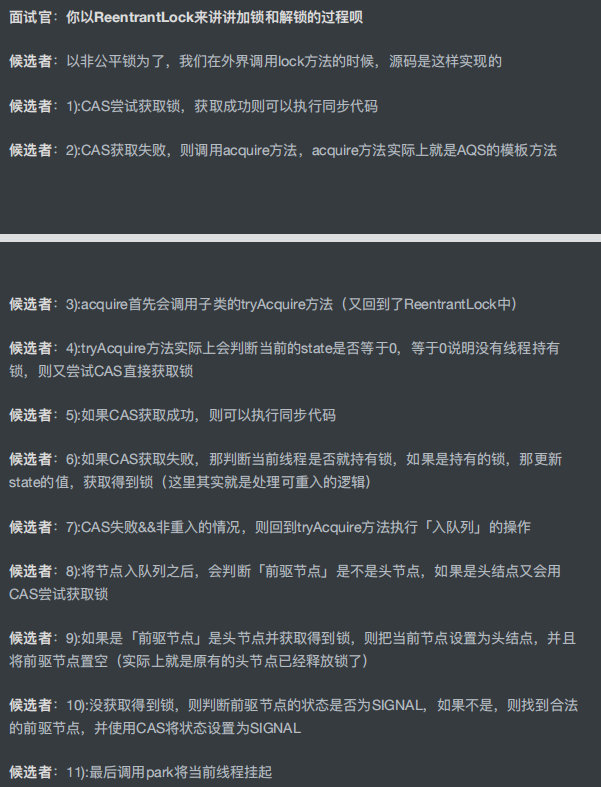 面试官：你以ReentrantLock来讲讲加锁和解锁的过程呗
候选者：以非公平锁为了，我们在外界调用lock方法的时候，源码是这样实现的
候选者：1):CAS尝试获取锁，获取成功则可以执行同步代码
候选者：2):CAS获取失败，则调用acquire方法，acquire方法实际上就是AQS的模板方法
候选者：3):acquire首先会调用子类的tryAcquire方法（又回到了ReentrantLock中）
候选者：4):tryAcquire方法实际上会判断当前的state是否等于0，等于0说明没有线程持有
锁，则又尝试CAS直接获取锁
候选者：5):如果CAS获取成功，则可以执行同步代码
候选者：6):如果CAS获取失败，那判断当前线程是否就持有锁，如果是持有的锁，那更新
state的值，获取得到锁（这里其实就是处理可重入的逻辑）
候选者：7):CAS失败&&非重入的情况，则回到tryAcquire方法执行「入队列」的操作
候选者：8):将节点入队列之后，会判断「前驱节点」是不是头节点，如果是头结点又会用
CAS尝试获取锁
候选者：9):如果是「前驱节点」是头节点并获取得到锁，则把当前节点设置为头结点，并且
将前驱节点置空（实际上就是原有的头节点已经释放锁了）
候选者：10):没获取得到锁，则判断前驱节点的状态是否为SIGNAL，如果不是，则找到合法
的前驱节点，并使用CAS将状态设置为SIGNAL
候选者：11):最后调用park将当前线程挂起